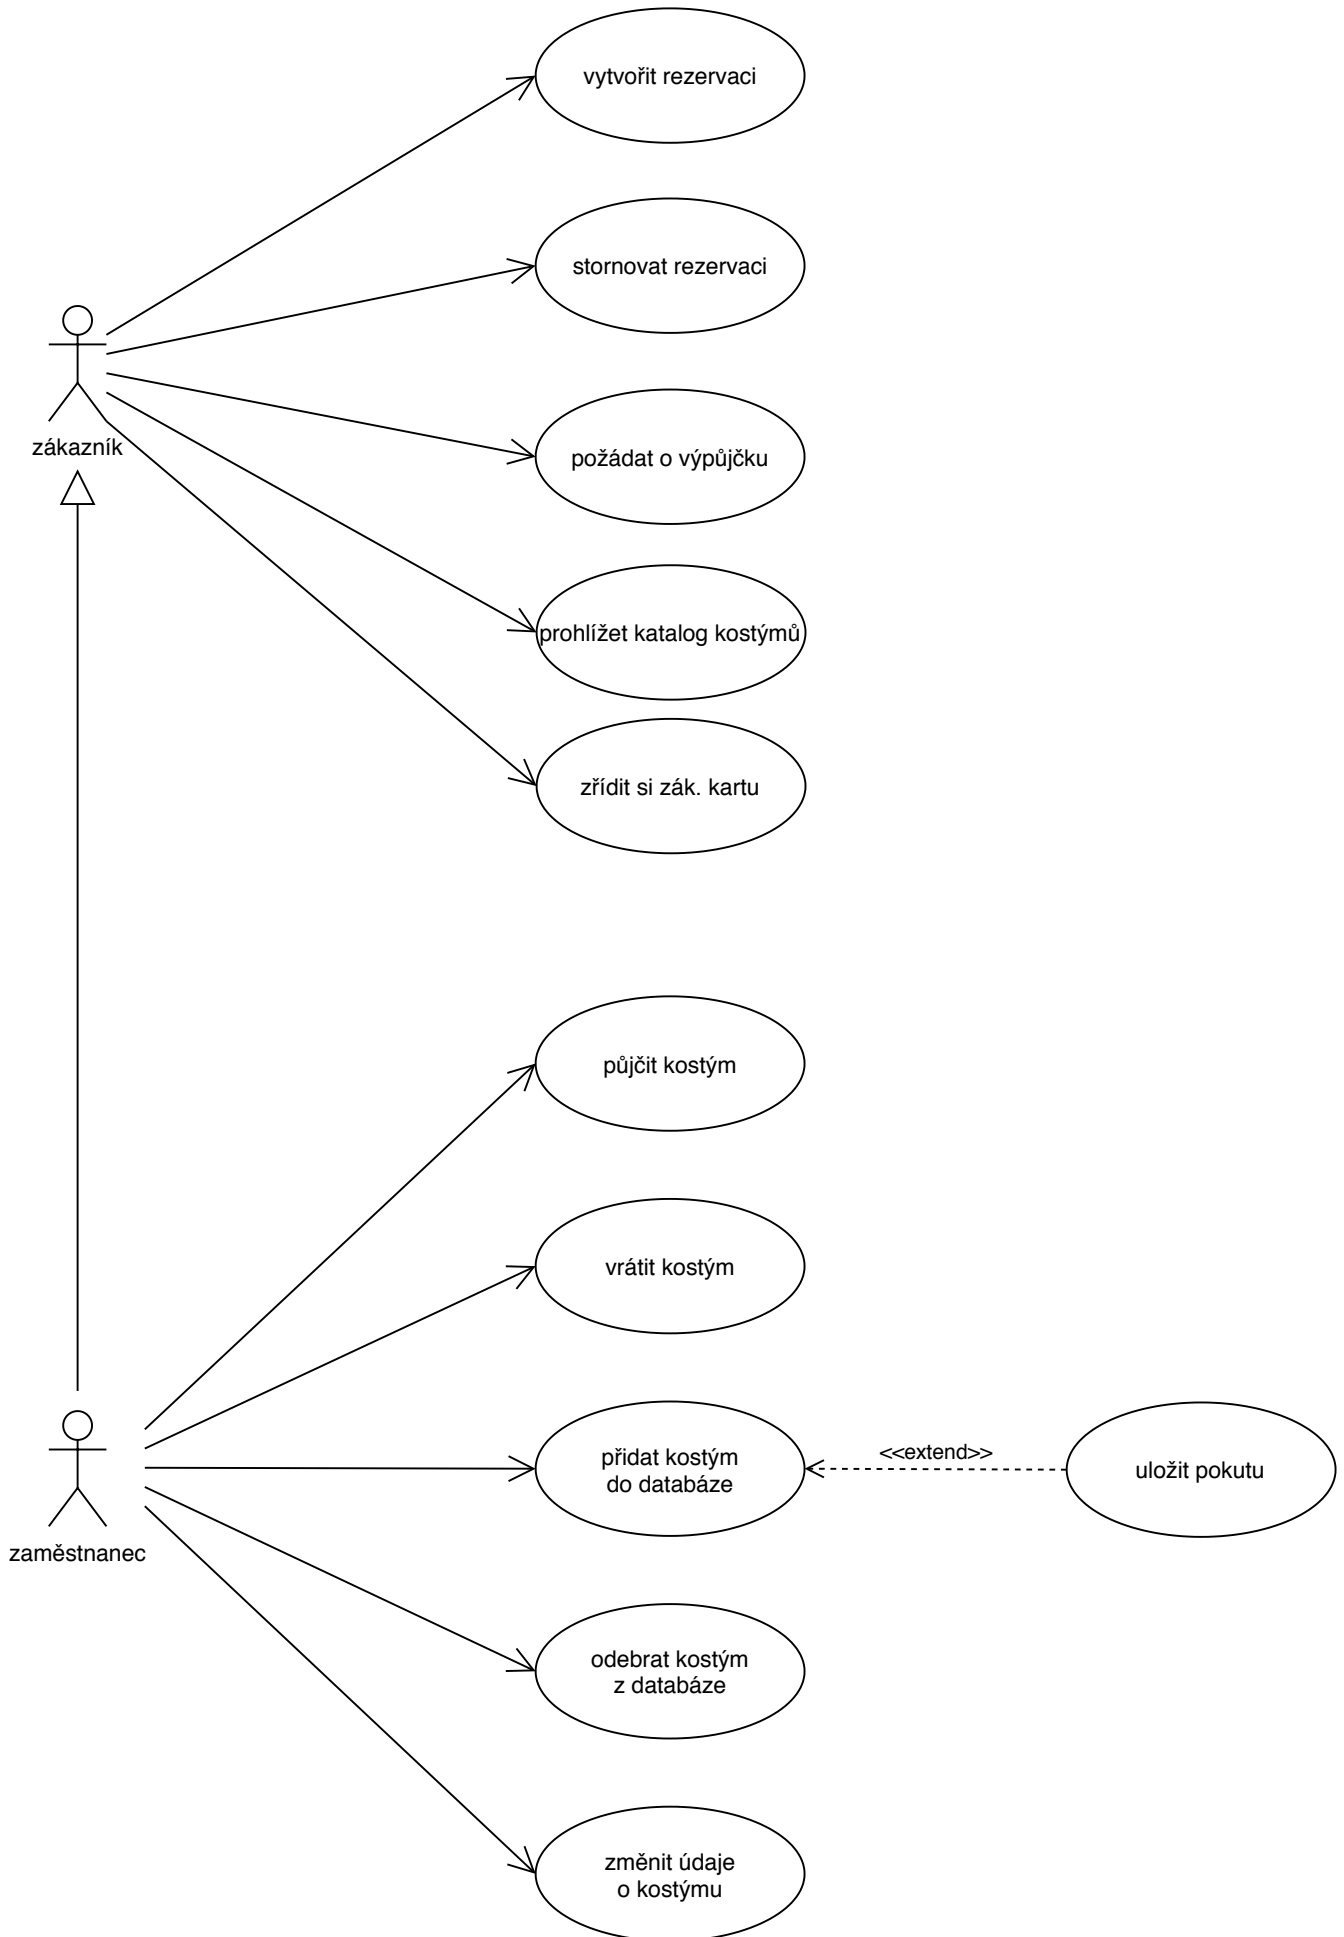 vytvořit rezervaci
stornovat rezervaci
zákazník
požádat o výpůjčku
prohlížet katalog kostýmů
zřídit si zák. kartu
půjčit kostým
vrátit kostým
přidat kostým
do databáze
<<extend>>
uložit pokutu
zaměstnanec
odebrat kostým
z databáze
změnit údaje
o kostýmu